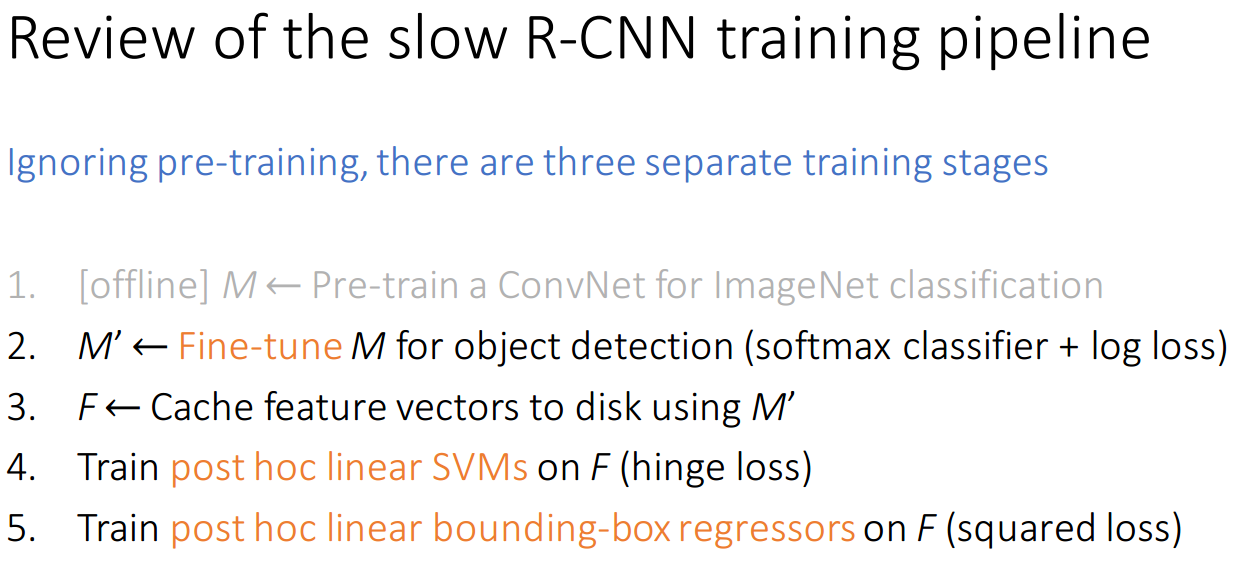 Review of the slow R-CNN training pipeline
Ignoring pre-training, there are three separate training stages
1. [offline] M ← Pre-train a ConvNet for ImageNet classification
2. M’ ← Fine-tune M for object detection (softmax classifier + log loss)
3. F ← Cache feature vectors to disk using M’
4. Train post hoc linear SVMs on F (hinge loss)
5. Train post hoc linear bounding-box regressors on F (squared loss)